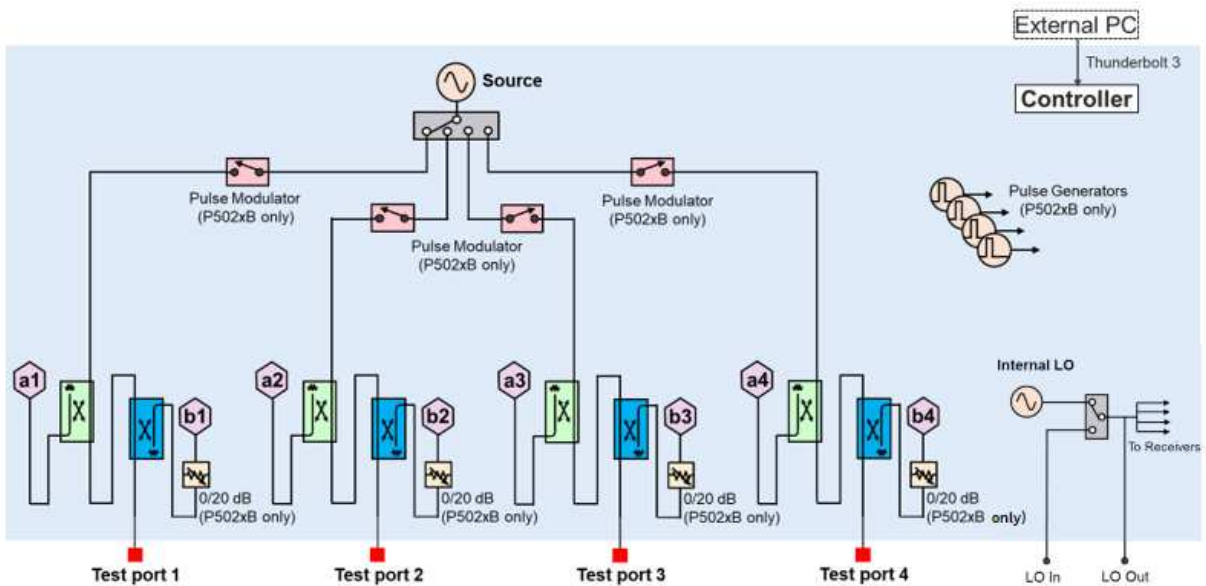 External PC
Thunderbolt 3
Controller
Source
Pulse Modulator
(P502xB only)
Pulse Modulator
(P502xB only)
Pulse Modulator
(P502xB only)
Pulse Generators
(P502xB only)
a1
b1
0/20 dB
(P502xB only)
a2
b2
0/20 dB
(P502xB only)
a3
b3
0/20 dB
(P502xB only)
a4
b4
0/20 dB
(P502xB only)
Internal LO
To Receivers
Test port 1
Test port 2
Test port 3
Test port 4
LO In
LO Out